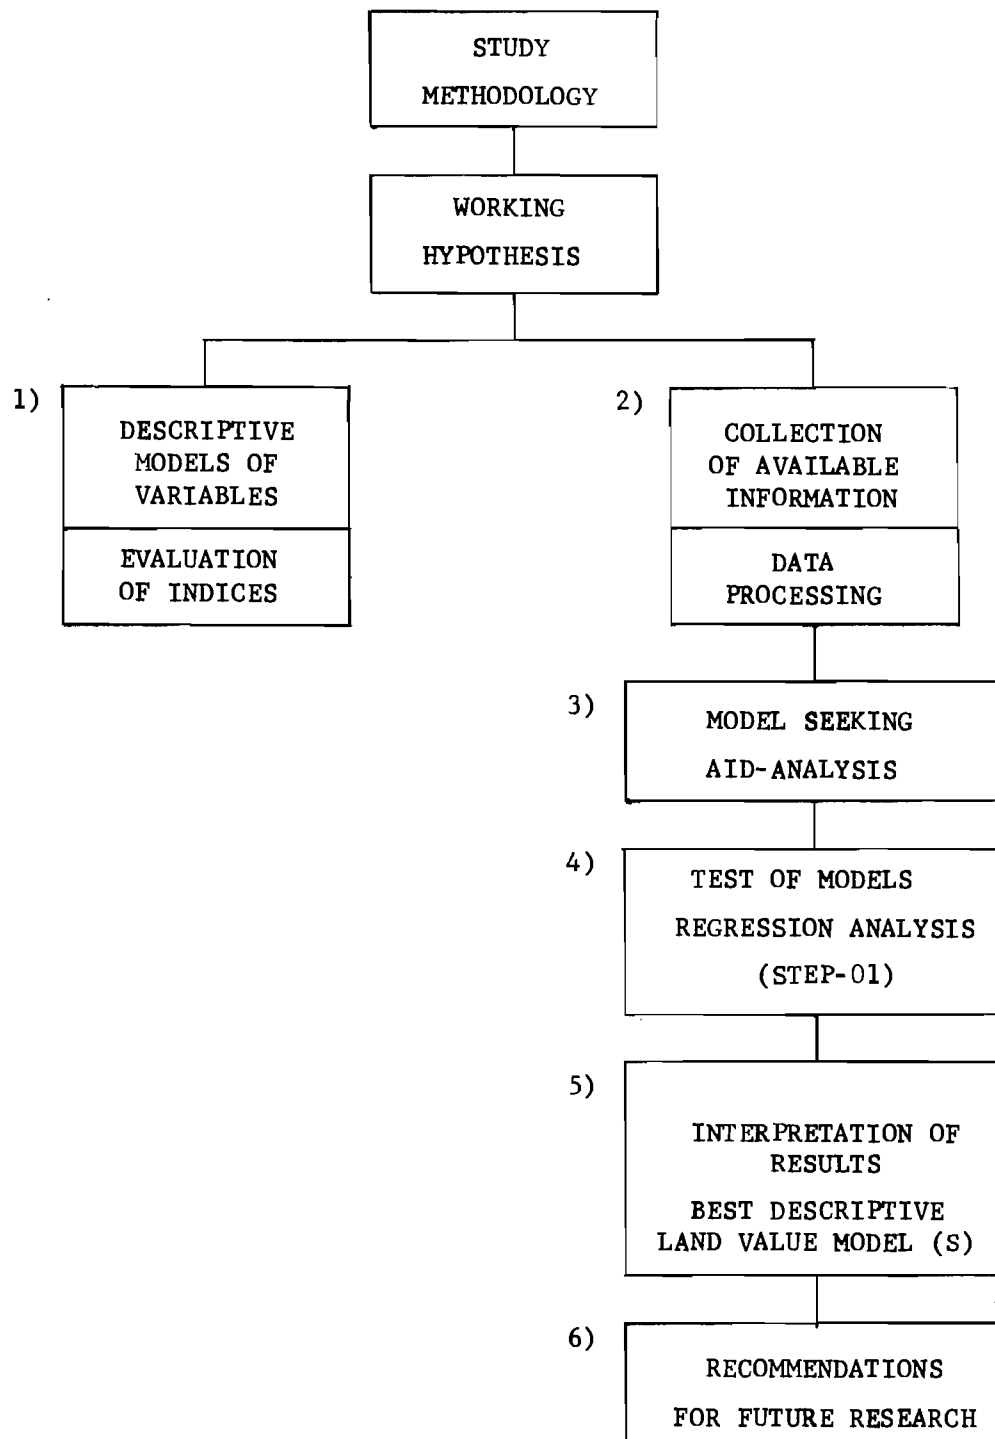 STUDY
METHODOLOGY
WORKING
HYPOTHESIS
1)
DESCRIPTIVE
MODELS OF
VARIABLES
EVALUATION
OF INDICES
2)
COLLECTION
OF AVAILABLE
INFORMATION
DATA
PROCESSING
3)
MODEL SEEKING
AID-ANALYSIS
4)
TEST OF MODELS
REGRESSION ANALYSIS
(STEP-01)
5)
INTERPRETATION OF
RESULTS
BEST DESCRIPTIVE
LAND VALUE MODEL (S)
6)
RECOMMENDATIONS
FOR FUTURE RESEARCH